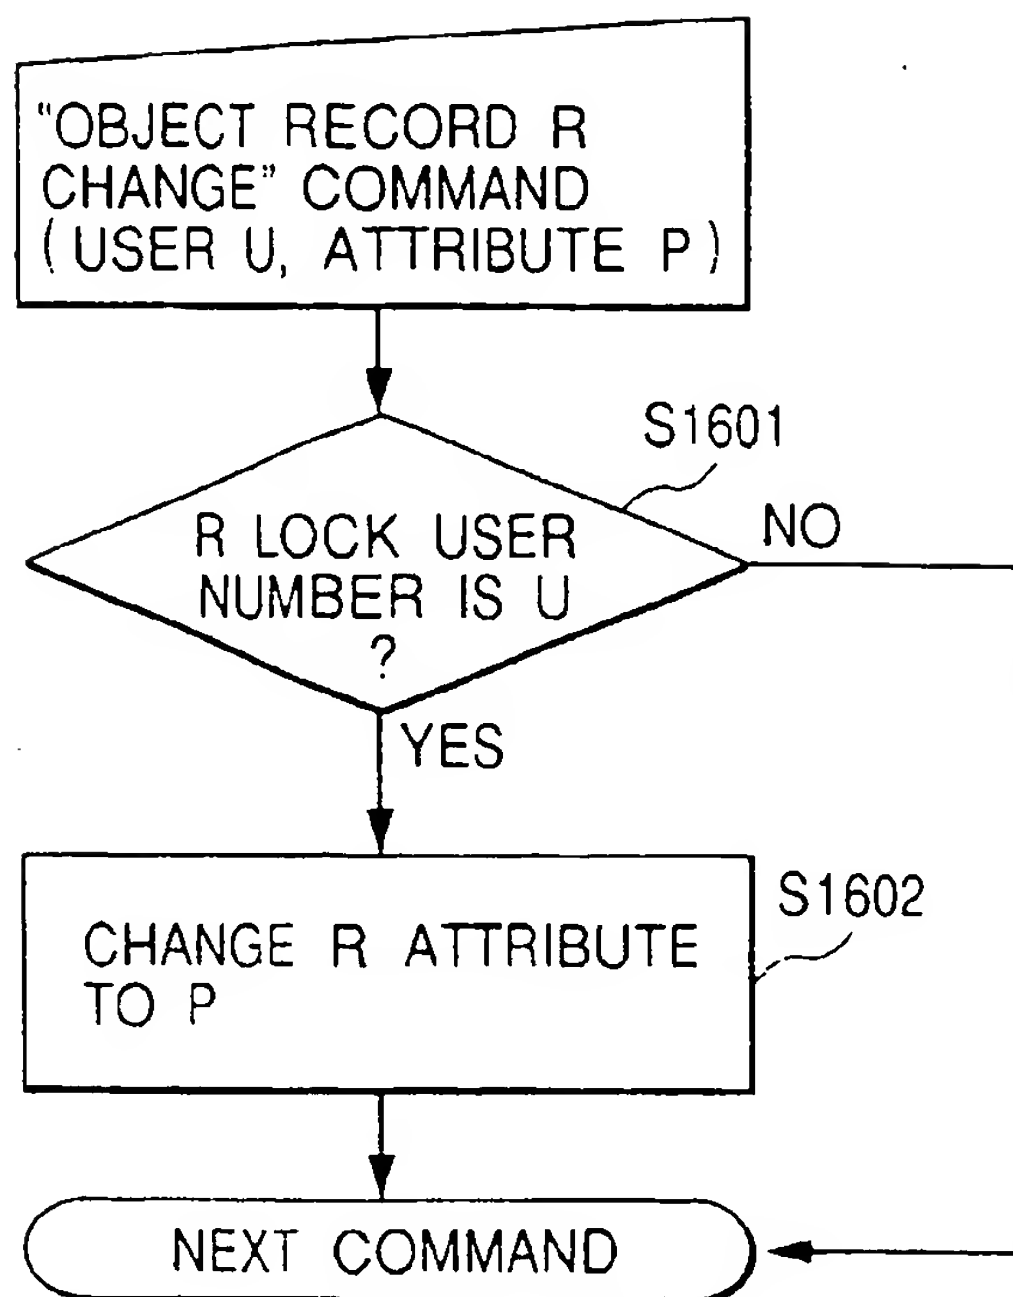 "OBJECT RECORD R
CHANGE" COMMAND
(USER U, ATTRIBUTE P)
S1601
R LOCK USER
NUMBER IS U
?
NO
YES
S1602
CHANGE R ATTRIBUTE
TO P
NEXT COMMAND